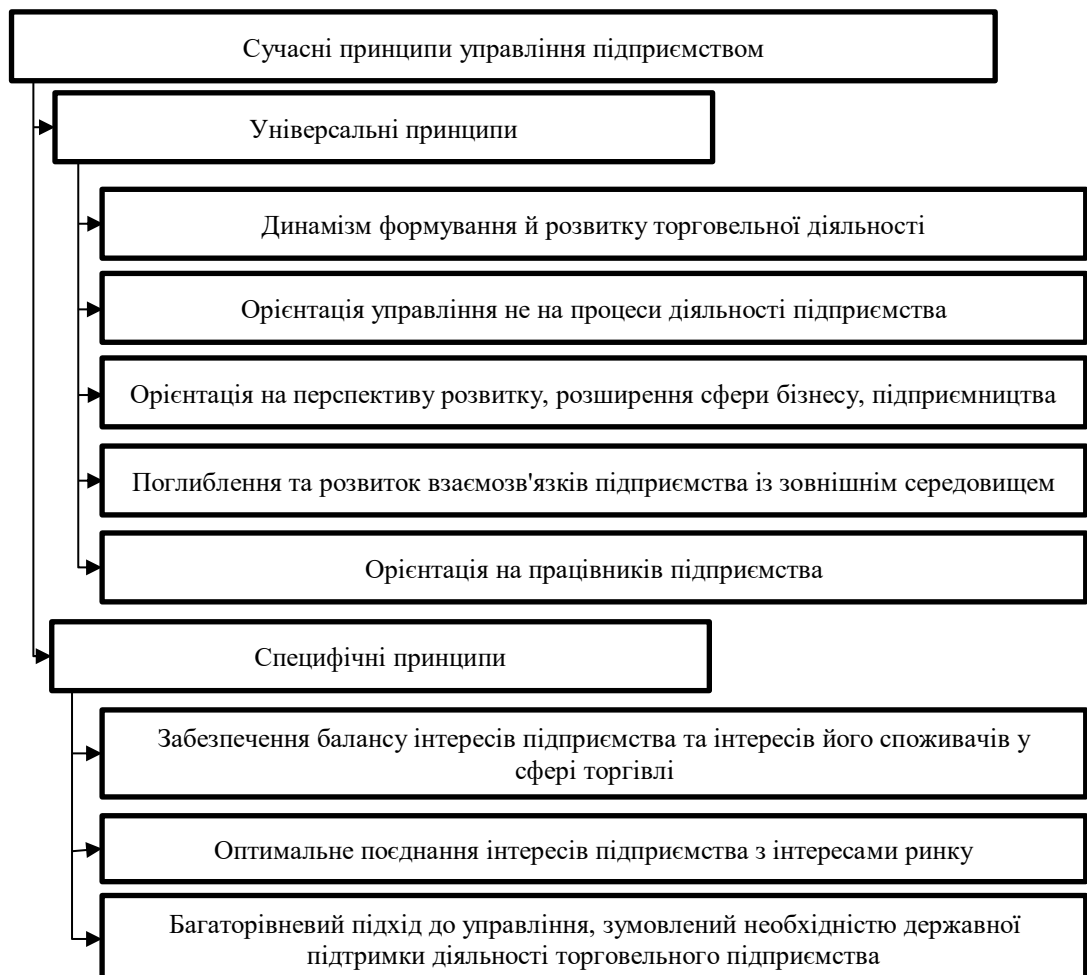 Сучасні принципи управління підприємством
Універсальні принципи
Динамізм формування й розвитку торговельної діяльності
Орієнтація управління не на процеси діяльності підприємства
Орієнтація на перспективу розвитку, розширення сфери бізнесу, підприємництва
Поглиблення та розвиток взаємозв'язків підприємства із зовнішнім середовищем
Орієнтація на працівників підприємства
Специфічні принципи
Забезпечення балансу інтересів підприємства та інтересів його споживачів у
сфері торгівлі
Оптимальне поєднання інтересів підприємства з інтересами ринку
Багаторівневий підхід до управління, зумовлений необхідністю державної
підтримки діяльності торговельного підприємства